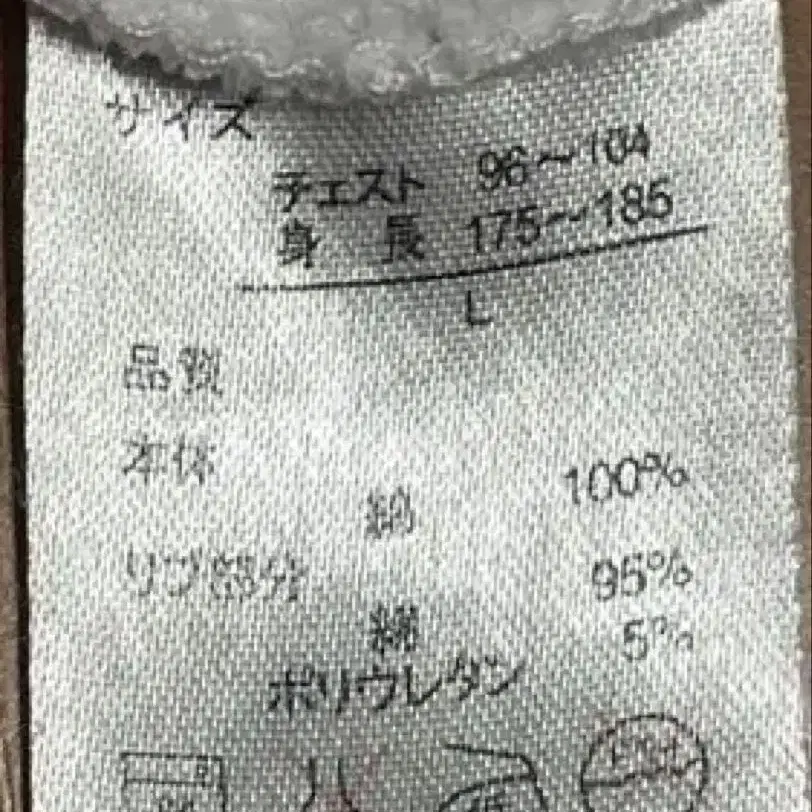 サイズ
チェスト 96〜104
身 長 175〜185
L
品質
本体
綿 100%
リブ部分
綿 95%
ポリウレタン 5%